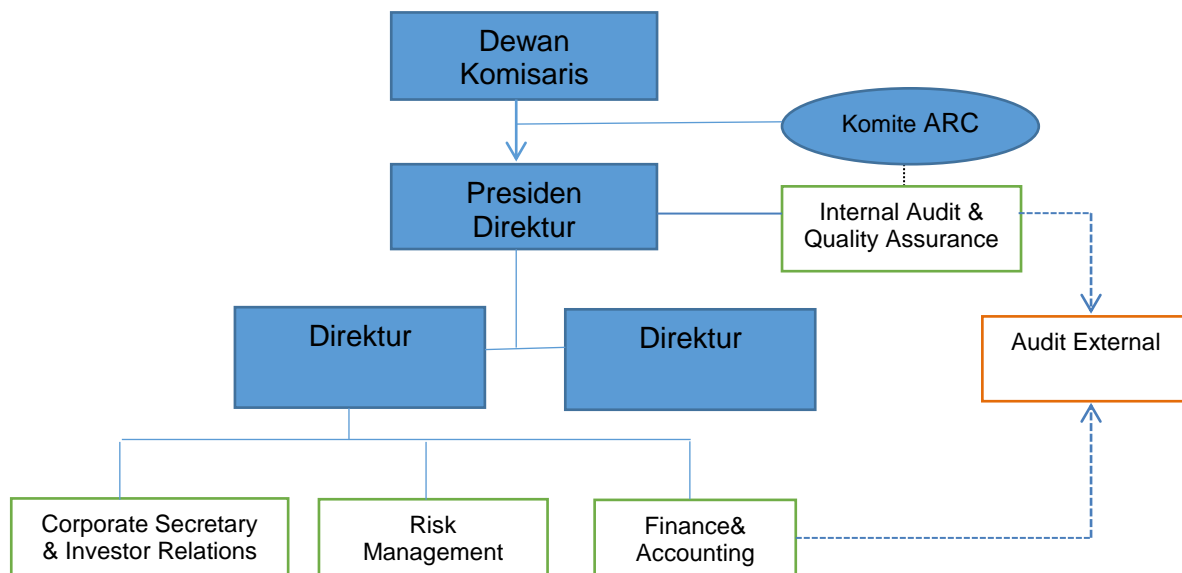 Dewan
Komisaris
Komite ARC
Presiden
Direktur
Internal Audit &
Quality Assurance
Direktur
Direktur
Audit External
Corporate Secretary
& Investor Relations
Risk
Management
Finance&
Accounting